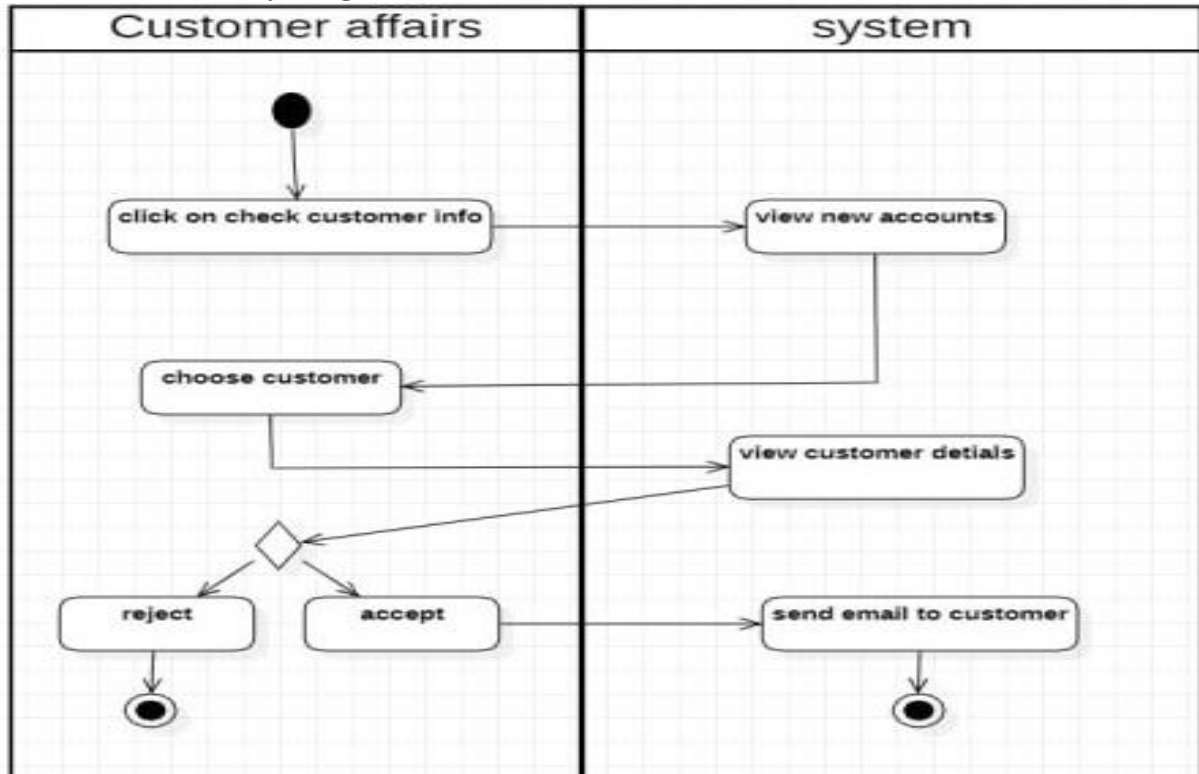 Customer affairs
system
click on check customer info
view new accounts
choose customer
view customer detials
reject
accept
send email to customer